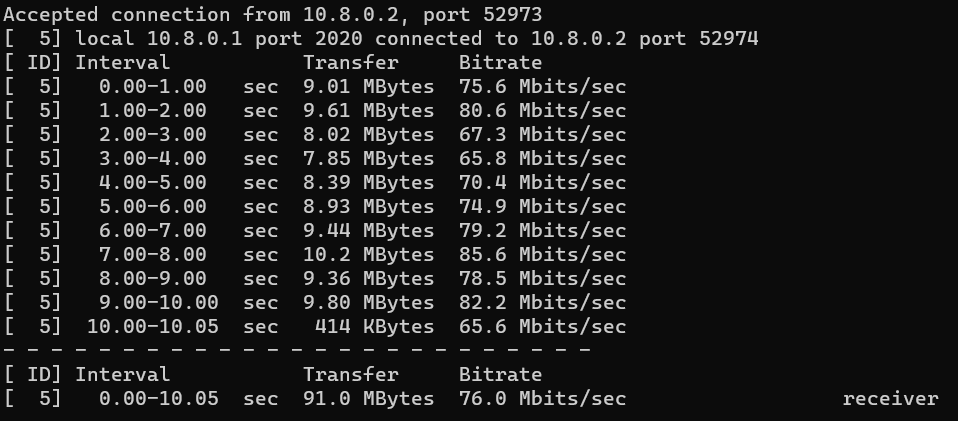 Accepted connection from 10.8.0.2, port 52973
[  5] local 10.8.0.1 port 2020 connected to 10.8.0.2 port 52974
[ ID] Interval           Transfer     Bitrate
[  5]   0.00-1.00   sec  9.01 MBytes  75.6 Mbits/sec
[  5]   1.00-2.00   sec  9.61 MBytes  80.6 Mbits/sec
[  5]   2.00-3.00   sec  8.02 MBytes  67.3 Mbits/sec
[  5]   3.00-4.00   sec  7.85 MBytes  65.8 Mbits/sec
[  5]   4.00-5.00   sec  8.39 MBytes  70.4 Mbits/sec
[  5]   5.00-6.00   sec  8.93 MBytes  74.9 Mbits/sec
[  5]   6.00-7.00   sec  9.44 MBytes  79.2 Mbits/sec
[  5]   7.00-8.00   sec  10.2 MBytes  85.6 Mbits/sec
[  5]   8.00-9.00   sec  9.36 MBytes  78.5 Mbits/sec
[  5]   9.00-10.00  sec  9.80 MBytes  82.2 Mbits/sec
[  5]  10.00-10.05  sec   414 KBytes  65.6 Mbits/sec
- - - - - - - - - - - - - - - - - - - - - - - - -
[ ID] Interval           Transfer     Bitrate
[  5]   0.00-10.05  sec  91.0 MBytes  76.0 Mbits/sec                  receiver